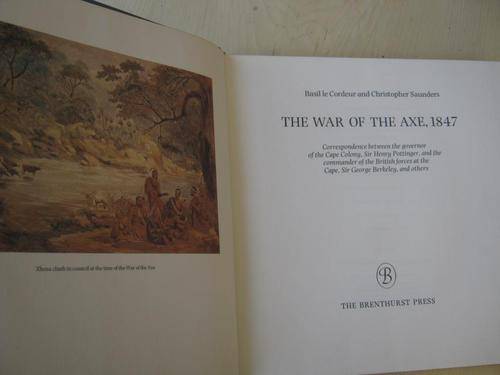 Xhosa chiefs in council at the time of the War of the Axe
Basil le Cordeur and Christopher Saunders
THE WAR OF THE AXE, 1847
Correspondence between the governor
of the Cape Colony, Sir Henry Pottinger, and the
commander of the British forces at the
Cape, Sir George Berkeley, and others
B
THE BRENTHURST PRESS